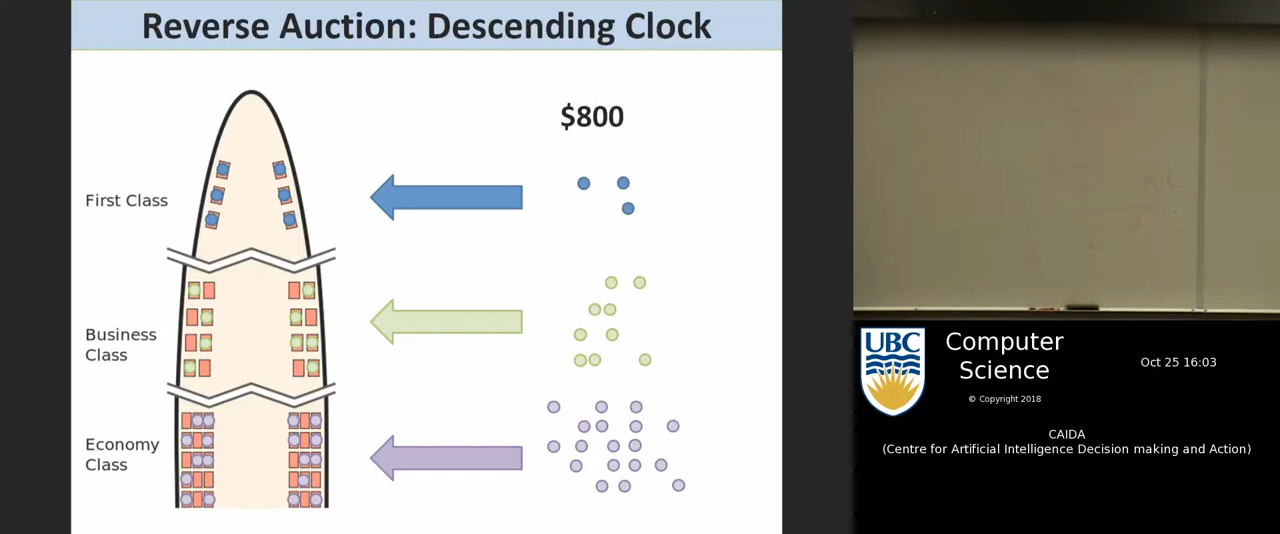 Reverse Auction: Descending Clock
$800
First Class
Business
Class
Economy
Class
UBC
Computer
Science
Oct 25 16:03
© Copyright 2018
CAIDA
(Centre for Artificial Intelligence Decision making and Action)